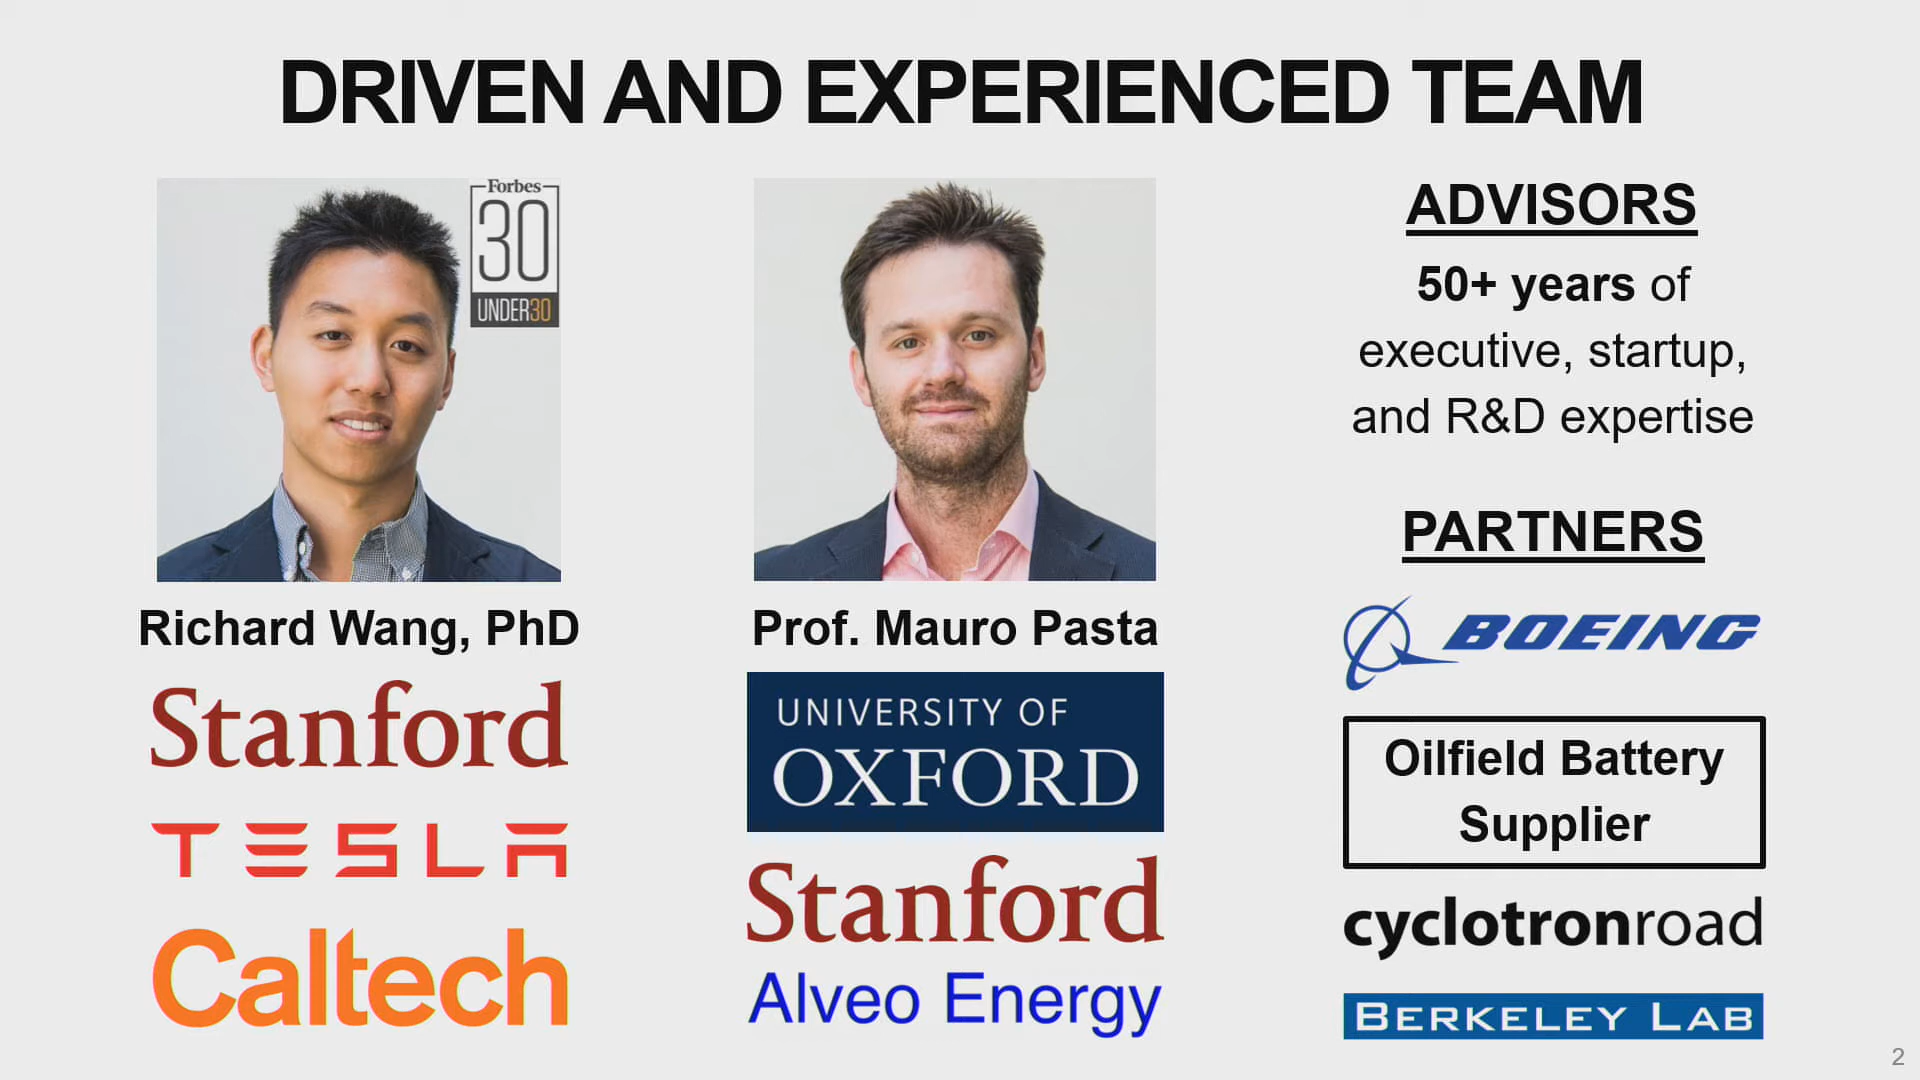 DRIVEN AND EXPERIENCED TEAM
Forbes
30
UNDER30
Richard Wang, PhD
Stanford
TESLA
Caltech
Prof. Mauro Pasta
UNIVERSITY OF
OXFORD
Stanford
Alveo Energy
ADVISORS
50+ years of
executive, startup,
and R&D expertise
PARTNERS
BOEING
Oilfield Battery
Supplier
cyclotronroad
BERKELEY LAB
2